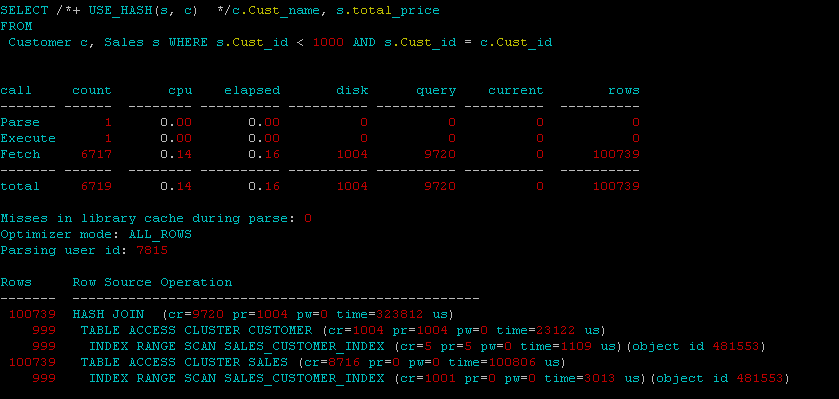 SELECT /*+ USE_HASH(s, c)  */c.Cust_name, s.total_price
FROM
 Customer c, Sales s WHERE s.Cust_id < 1000 AND s.Cust_id = c.Cust_id
call     count       cpu    elapsed       disk      query    current        rows
------- ------  -------- ---------- ---------- ---------- ----------  ----------
Parse        1      0.00       0.00          0          0          0           0
Execute      1      0.00       0.00          0          0          0           0
Fetch     6717      0.14       0.16       1004       9720          0      100739
------- ------  -------- ---------- ---------- ---------- ----------  ----------
total     6719      0.14       0.16       1004       9720          0      100739
Misses in library cache during parse: 0
Optimizer mode: ALL_ROWS
Parsing user id: 7815
Rows     Row Source Operation
-------  ---------------------------------------------------
 100739  HASH JOIN  (cr=9720 pr=1004 pw=0 time=323812 us)
    999   TABLE ACCESS CLUSTER CUSTOMER (cr=1004 pr=1004 pw=0 time=23122 us)
    999    INDEX RANGE SCAN SALES_CUSTOMER_INDEX (cr=5 pr=5 pw=0 time=1109 us)(object id 481553)
 100739   TABLE ACCESS CLUSTER SALES (cr=8716 pr=0 pw=0 time=100806 us)
    999    INDEX RANGE SCAN SALES_CUSTOMER_INDEX (cr=1001 pr=0 pw=0 time=3013 us)(object id 481553)